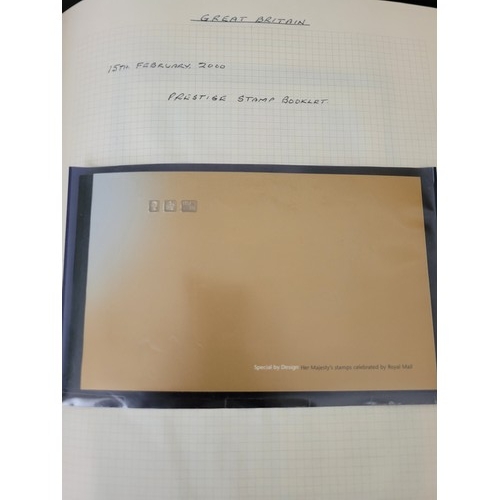 GREAT BRITAIN
15TH FEBRUARY 2000
PRESTIGE STAMP BOOKLET
Special by Design Her Majesty's stamps celebrated by Royal Mail